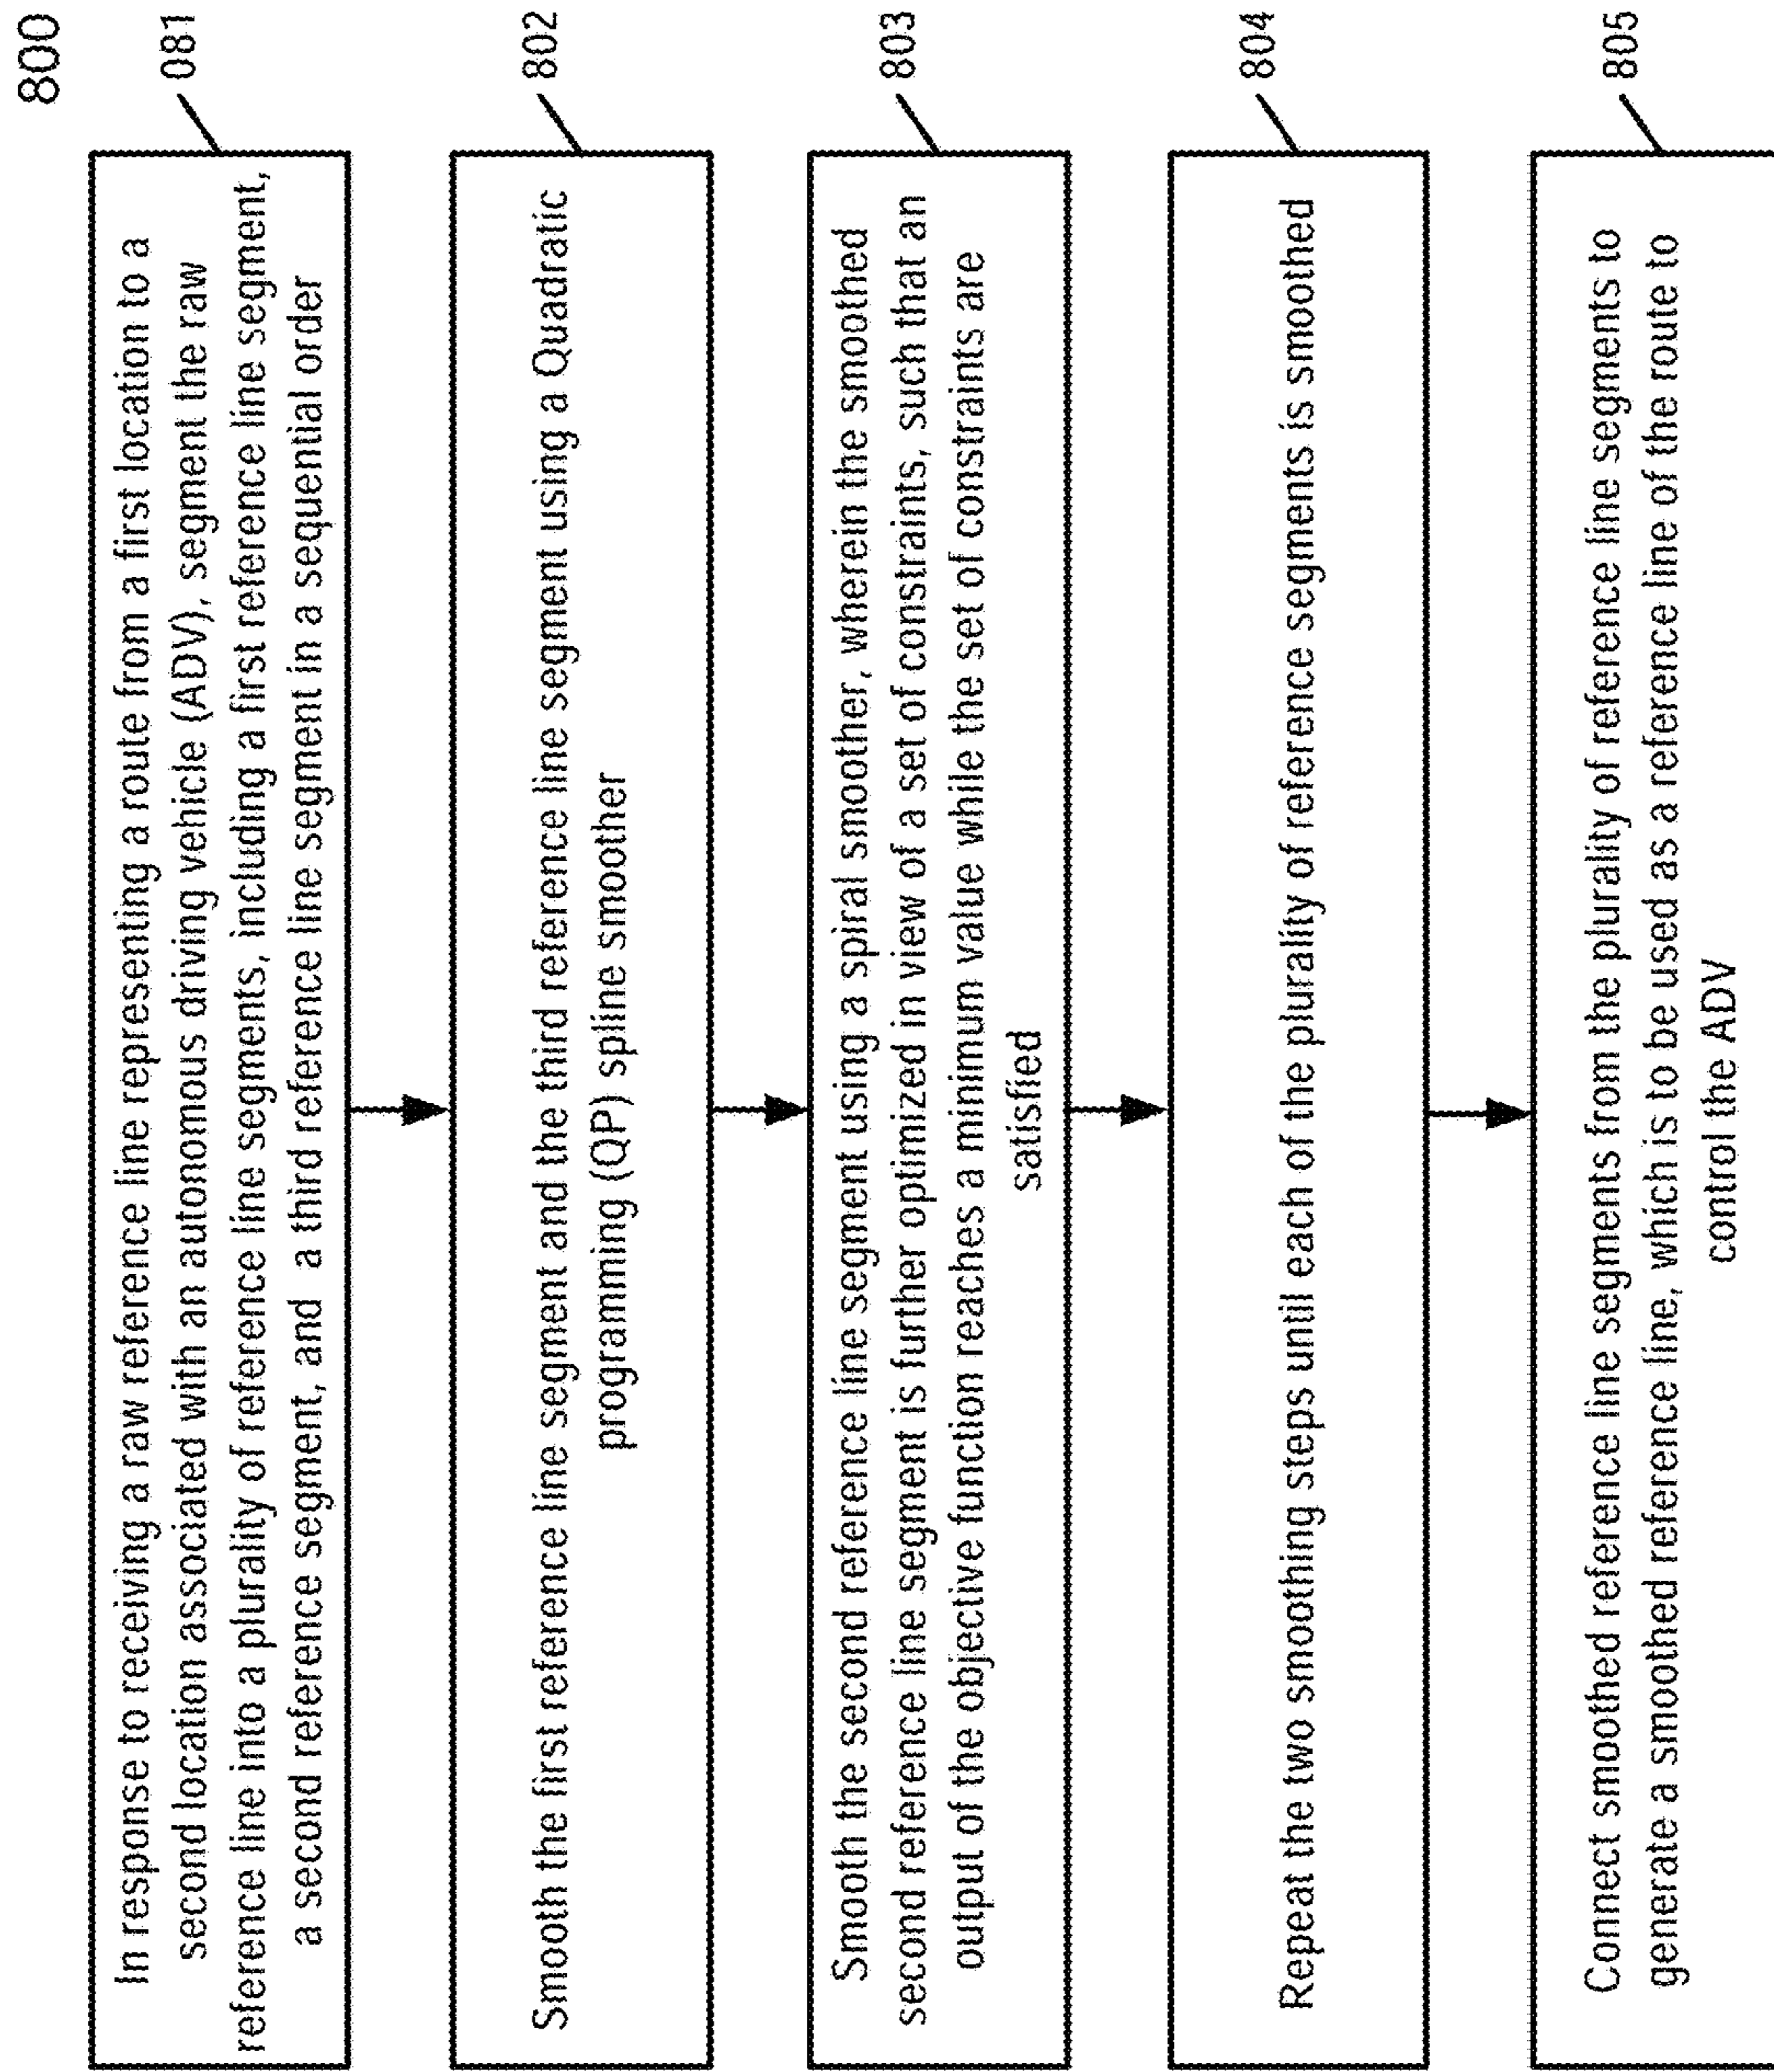 800
081
In response to receiving a raw reference line representing a route from a first location to a
second location associated with an autonomous driving vehicle (ADV), segment the raw
reference line into a plurality of reference line segments, including a first reference line segment,
a second reference segment, and a third reference line segment in a sequential order
802
Smooth the first reference line segment and the third reference line segment using a Quadratic
programming (QP) spline smoother
803
Smooth the second reference line segment using a spiral smoother, wherein the smoothed
second reference line segment is further optimized in view of a set of constraints, such that an
output of the objective function reaches a minimum value while the set of constraints are
satisfied
804
Repeat the two smoothing steps until each of the plurality of reference segments is smoothed
805
Connect smoothed reference line segments from the plurality of reference line segments to
generate a smoothed reference line, which is to be used as a reference line of the route to
control the ADV